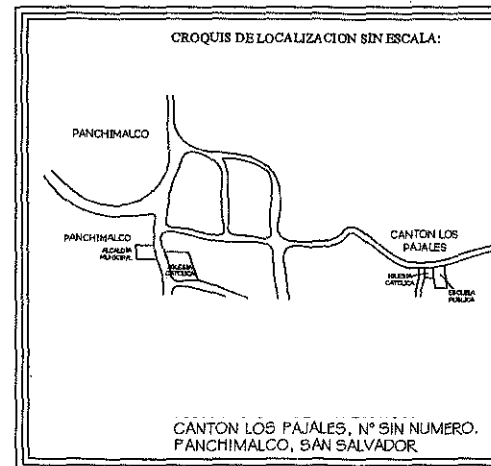 CROQUIS DE LOCALIZACION SIN ESCALA:
PANCHIMALCO
PANCHIMALCO
ALCALDIA
MUNICIPAL
IGLESIA
CATOLICA
CANTON LOS
PAJALES
IGLESIA
CATOLICA
ESCUELA
PUBLICA
CANTON LOS PAJALES, Nº SIN NUMERO.
PANCHIMALCO, SAN SALVADOR